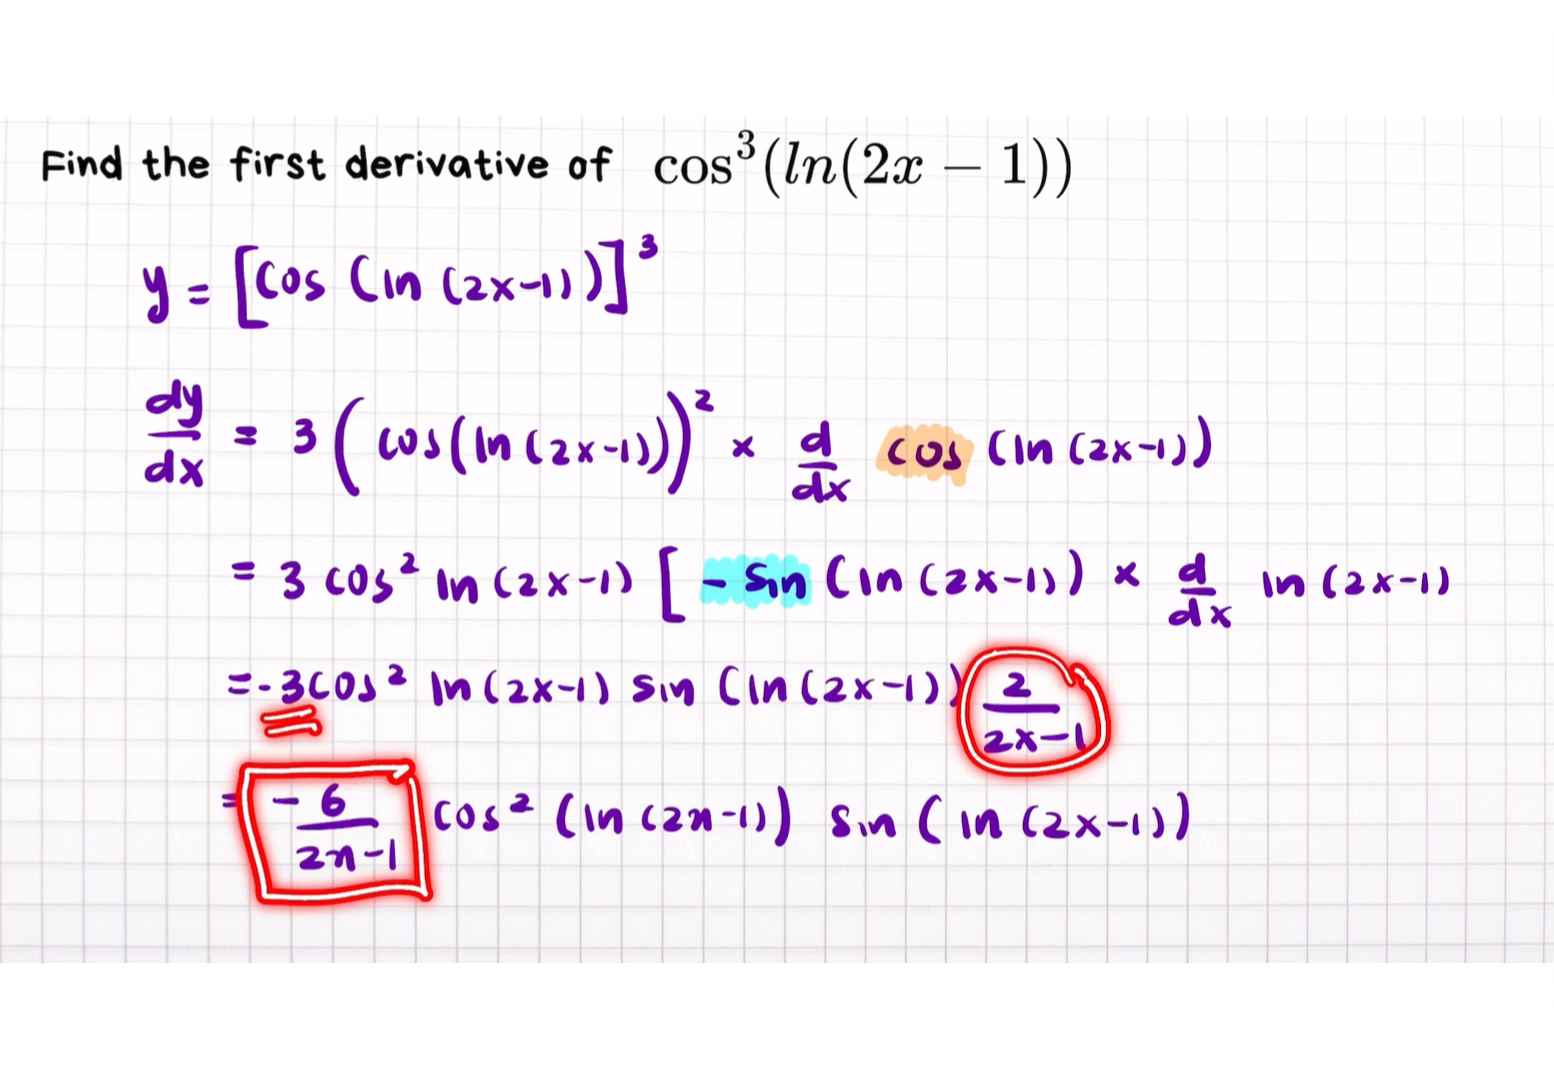 Find the first derivative of cos³(ln(2x − 1))
y = [cos (ln (2x-1))]³
dy/dx = 3 (cos(ln(2x-1)))² × d/dx cos (ln (2x-1))
= 3 cos² ln(2x-1) [ - sin (ln (2x-1)) × d/dx ln (2x-1)
= -3cos² ln(2x-1) sin (ln(2x-1)) 2/2x-1
= -6/2x-1 cos² (ln (2x-1)) sin ( ln (2x-1))